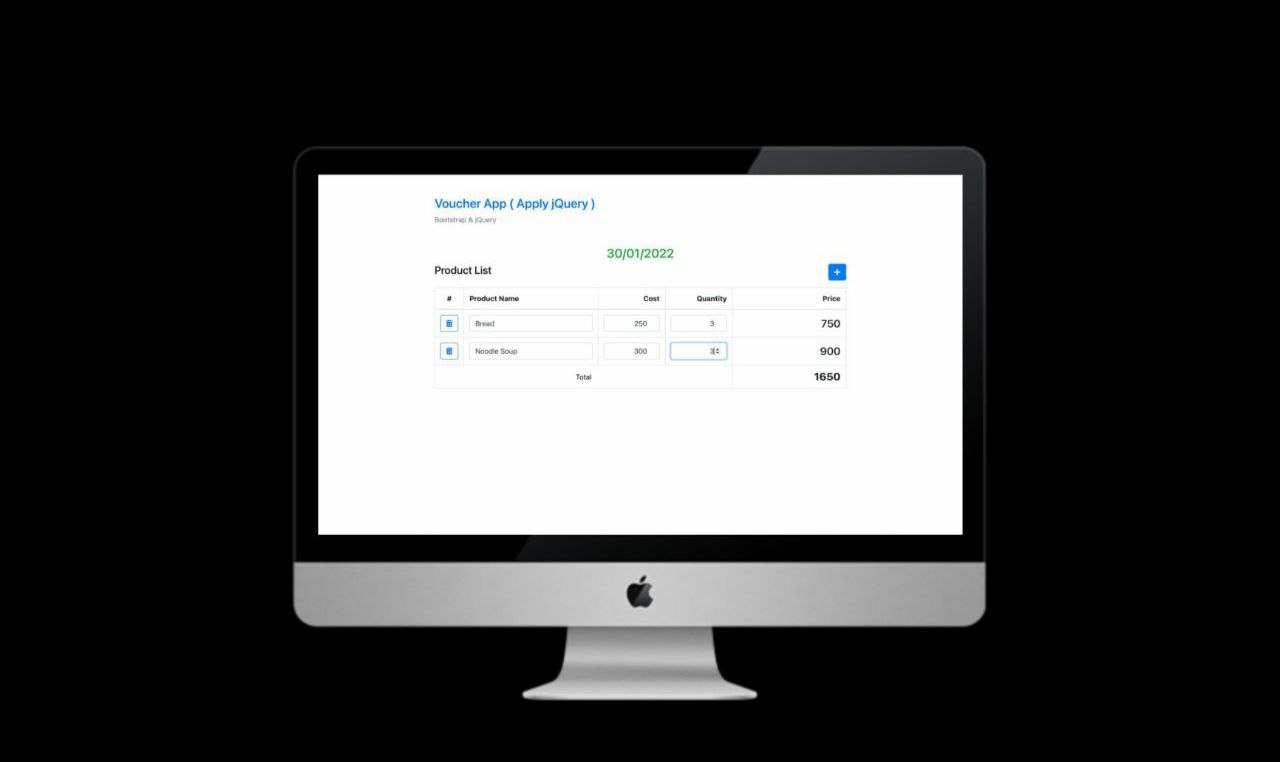 Voucher App ( Apply jQuery )
Bootstrap & jQuery
30/01/2022
Product List
+
# Product Name Cost Quantity Price
Bread 250 3 750
Noodle Soup 300 3 900
Total 1650